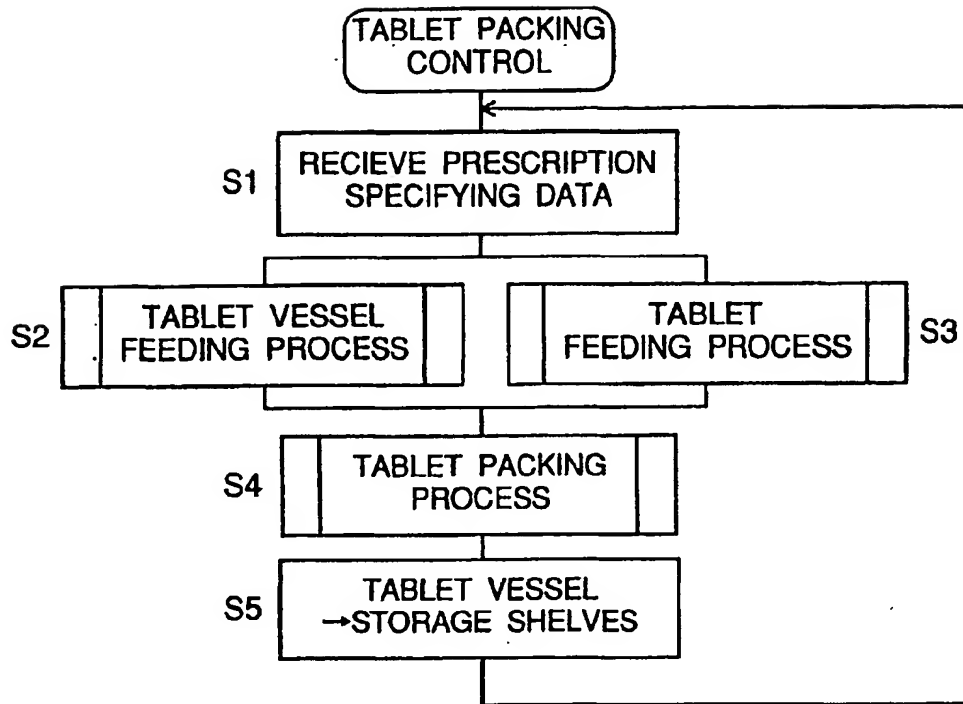 TABLET PACKING
CONTROL
S1
RECIEVE PRESCRIPTION
SPECIFYING DATA
S2
TABLET VESSEL
FEEDING PROCESS
TABLET
FEEDING PROCESS
S3
S4
TABLET PACKING
PROCESS
S5
TABLET VESSEL
→STORAGE SHELVES